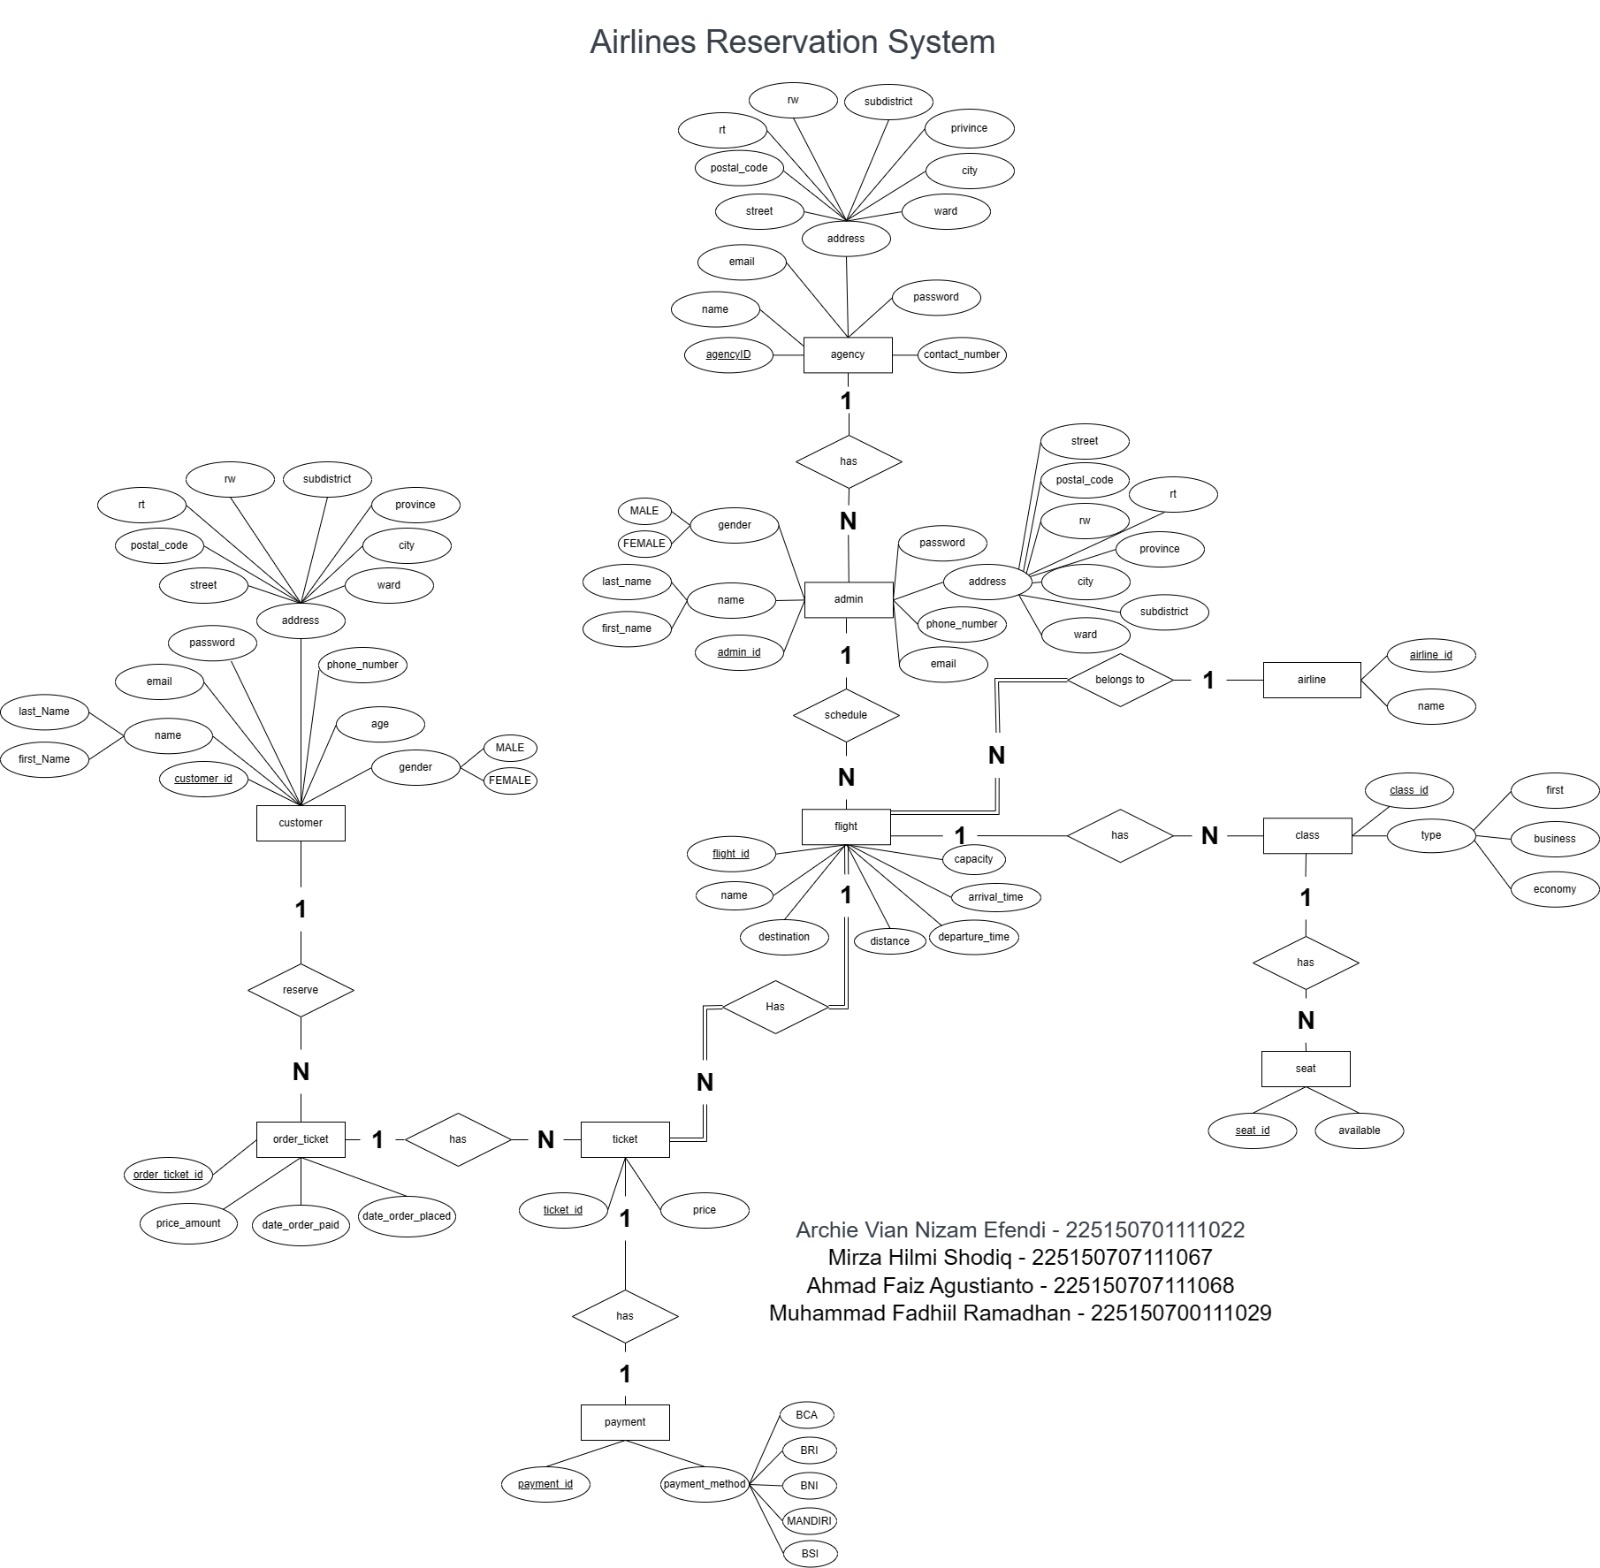 Airlines Reservation System
rw
subdistrict
rt
privince
postal_code
city
street
ward
address
email
password
name
agencyID
agency
contact_number
1
has
N
street
postal_code
rt
rw
province
city
subdistrict
ward
address
MALE
FEMALE
gender
last_name
first_name
name
admin_id
admin
password
phone_number
email
1
schedule
N
rw
subdistrict
rt
province
postal_code
city
street
ward
address
password
phone_number
email
last_Name
first_Name
name
age
gender
MALE
FEMALE
customer_id
customer
1
reserve
N
belongs to
1
airline
airline_id
name
N
flight
1
has
N
class
class_id
type
first
business
economy
flight_id
name
destination
distance
departure_time
arrival_time
capacity
1
Has
N
1
has
N
seat
seat_id
available
order_ticket
1
has
N
ticket
order_ticket_id
price_amount
date_order_paid
date_order_placed
ticket_id
price
1
has
1
payment
payment_id
payment_method
BCA
BRI
BNI
MANDIRI
BSI
Archie Vian Nizam Efendi - 225150701111022
Mirza Hilmi Shodiq - 225150707111067
Ahmad Faiz Agustianto - 225150707111068
Muhammad Fadhiil Ramadhan - 225150700111029